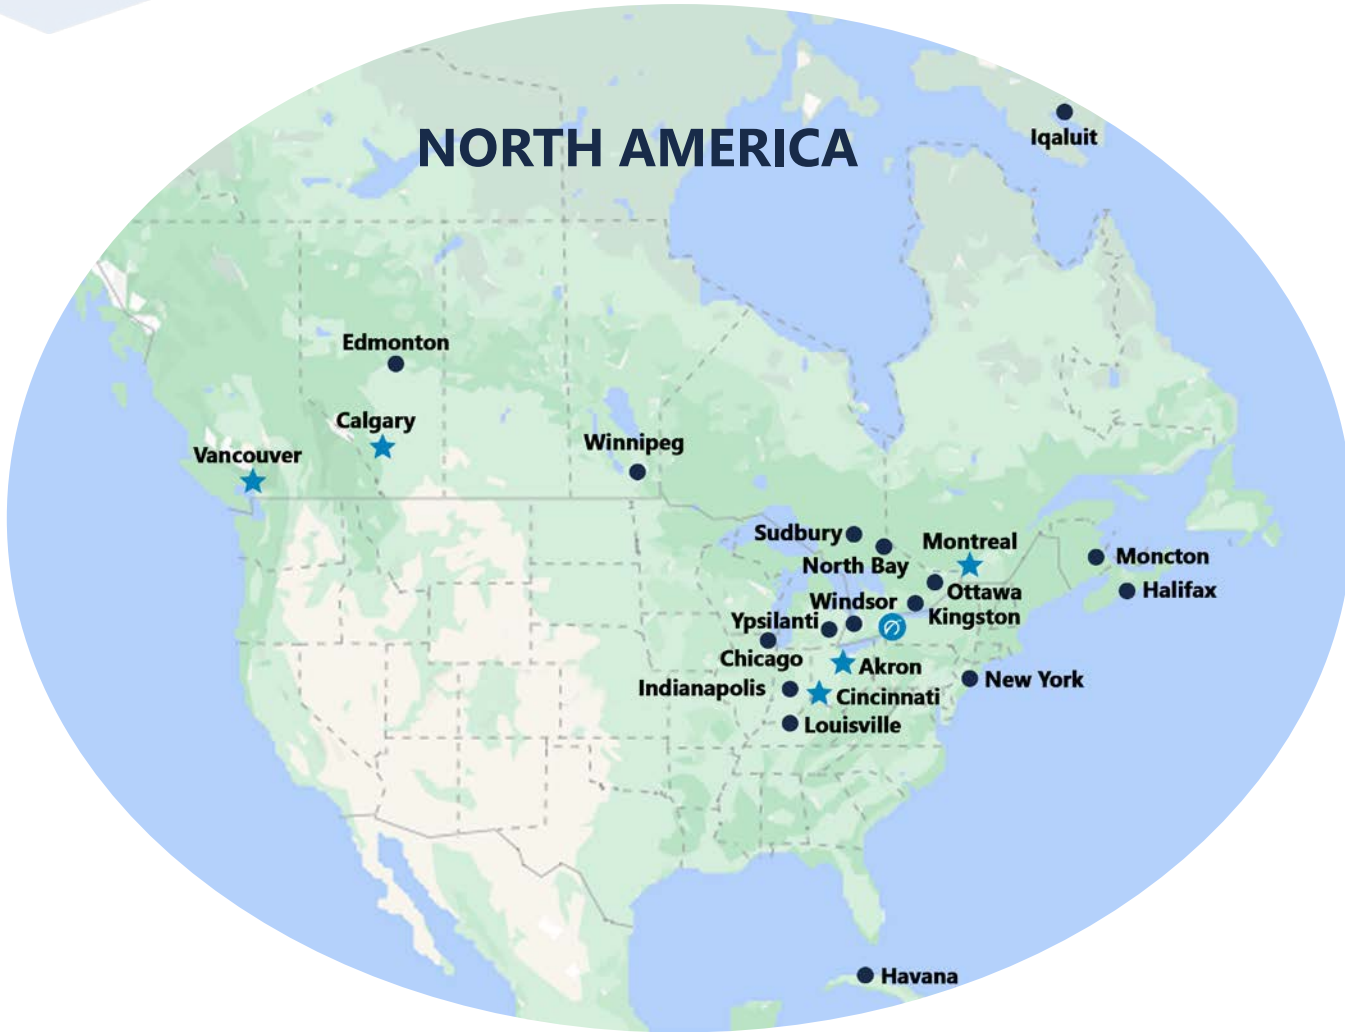 NORTH AMERICA
Iqaluit
Edmonton
Calgary
Vancouver
Winnipeg
Sudbury
North Bay
Montreal
Moncton
Ottawa
Halifax
Windsor
Kingston
Ypsilanti
Chicago
Akron
New York
Indianapolis
Cincinnati
Louisville
Havana